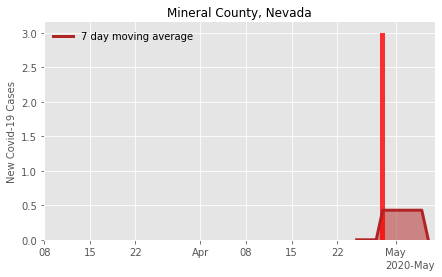 Mineral County, Nevada
7 day moving average
New Covid-19 Cases
3.0
2.5
2.0
1.5
1.0
0.5
0.0
08 15 22 Apr 08 15 22 May
2020-May